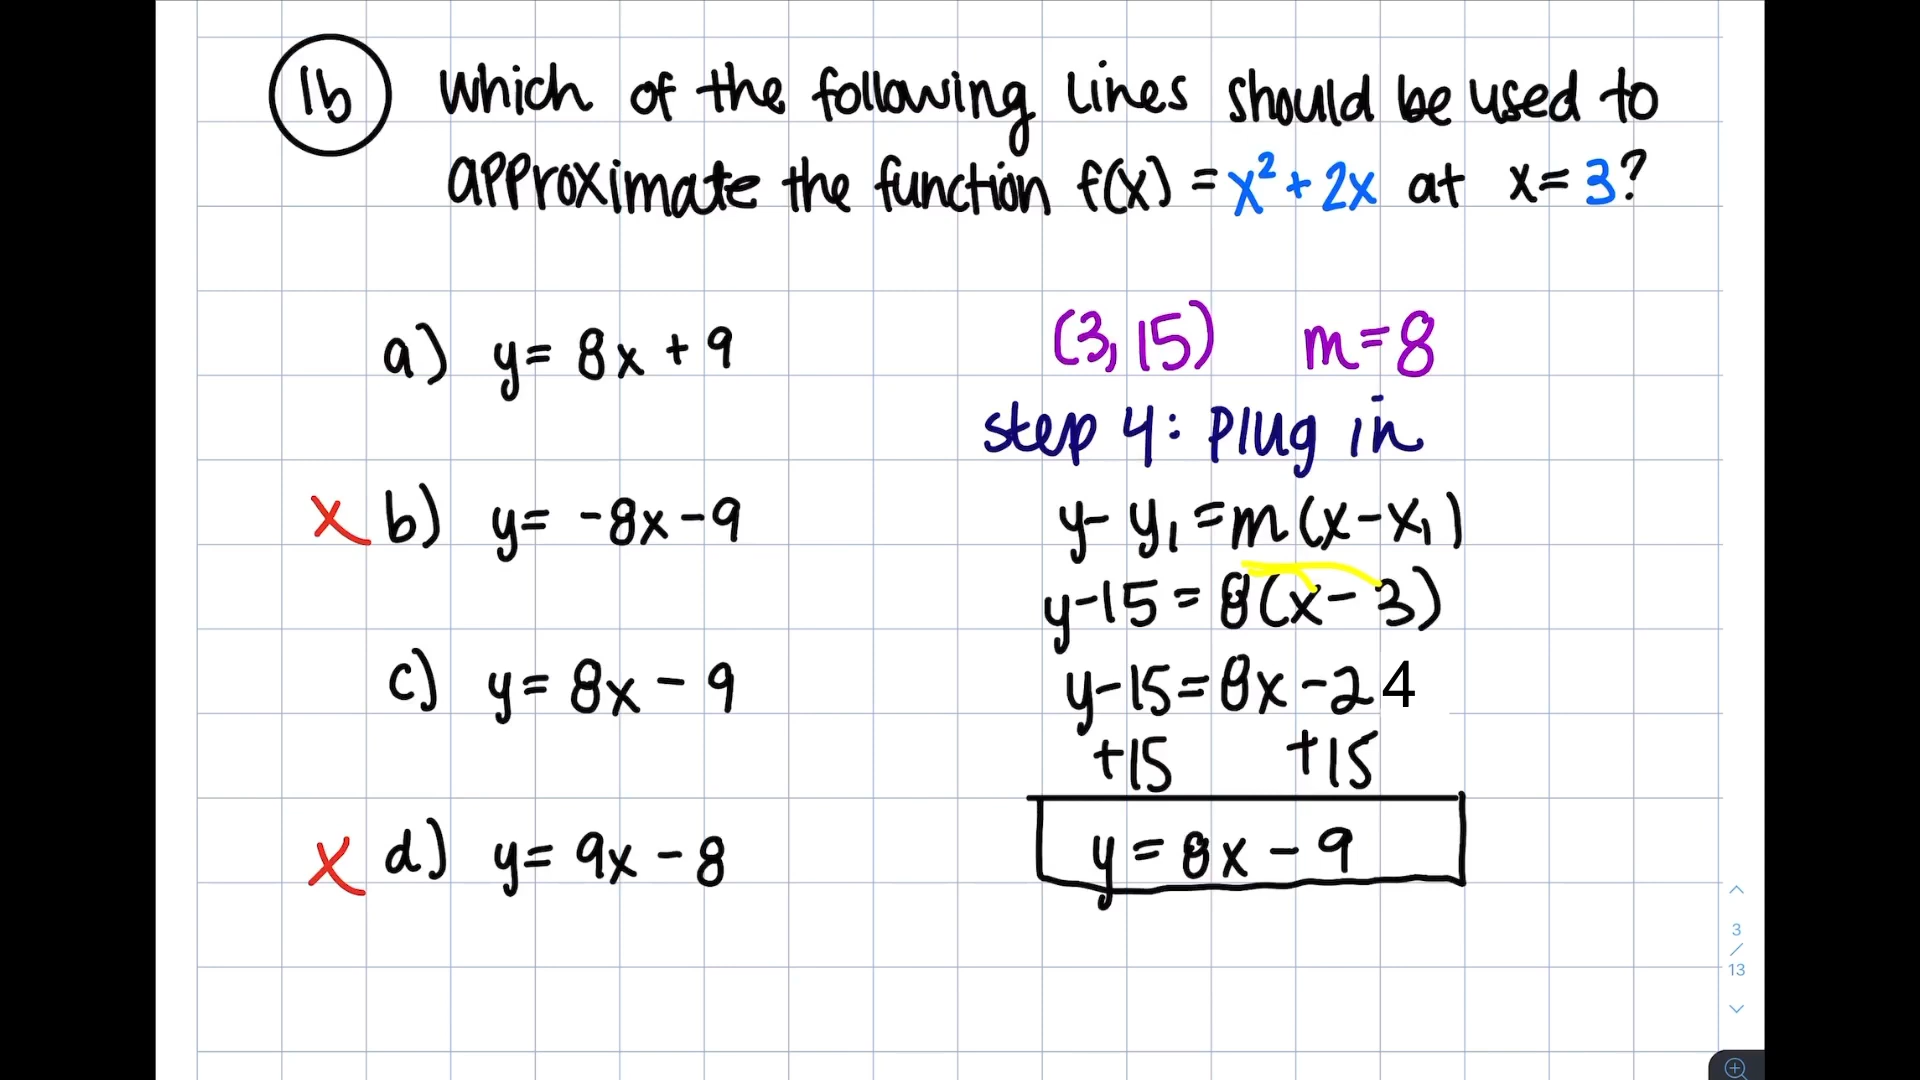 1b Which of the following lines should be used to
approximate the function f(x) = x² + 2x at x = 3?
a) y = 8x + 9
x b) y = -8x - 9
c) y = 8x - 9
x d) y = 9x - 8
(3, 15) m = 8
step 4: plug in
y - y₁ = m(x - x₁)
y - 15 = 8(x - 3)
y - 15 = 8x - 24
+15 +15
y = 8x - 9
3
/
13